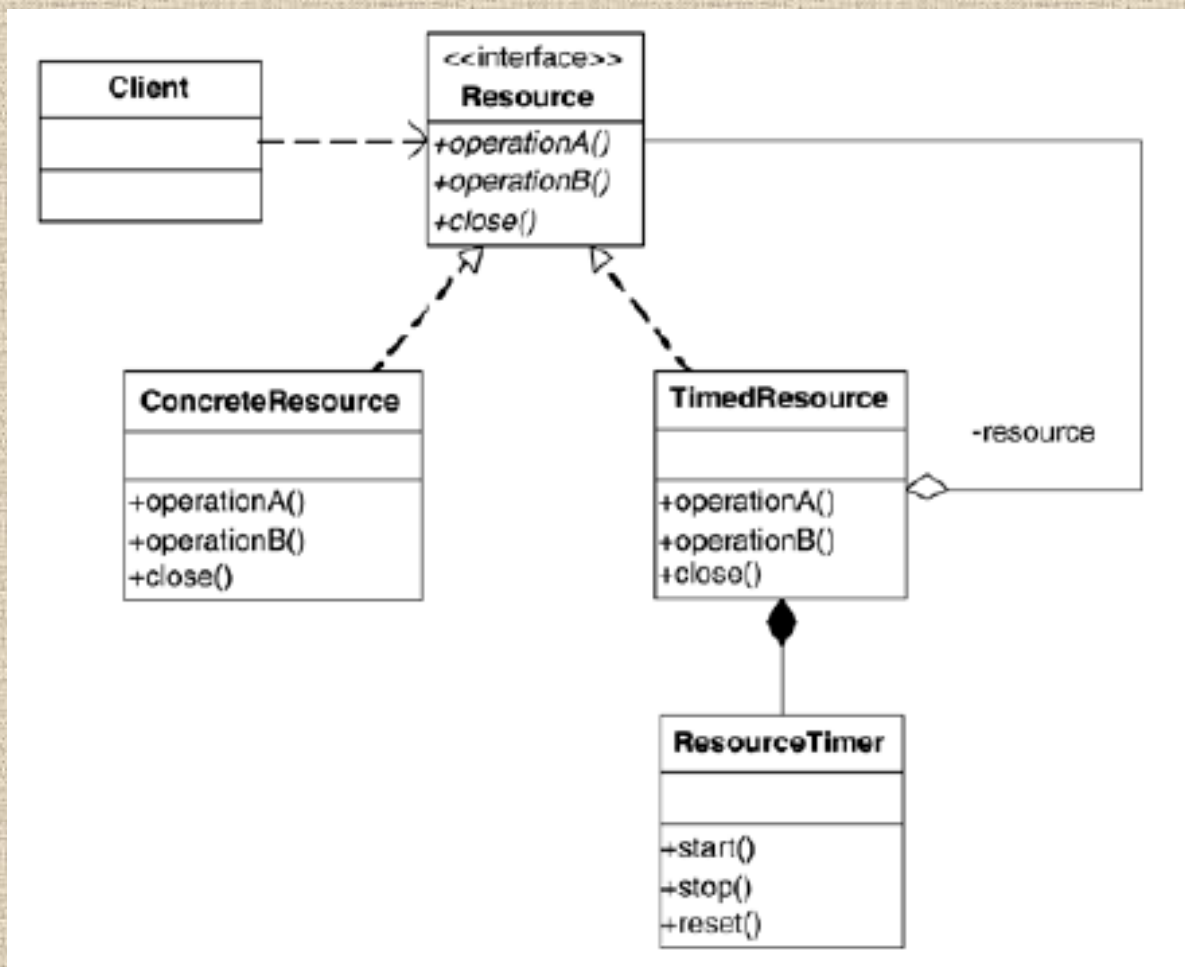 Client
<<interface>>
Resource
+operationA()
+operationB()
+close()
ConcreteResource
+operationA()
+operationB()
+close()
TimedResource
+operationA()
+operationB()
+close()
-resource
ResourceTimer
+start()
+stop()
+reset()